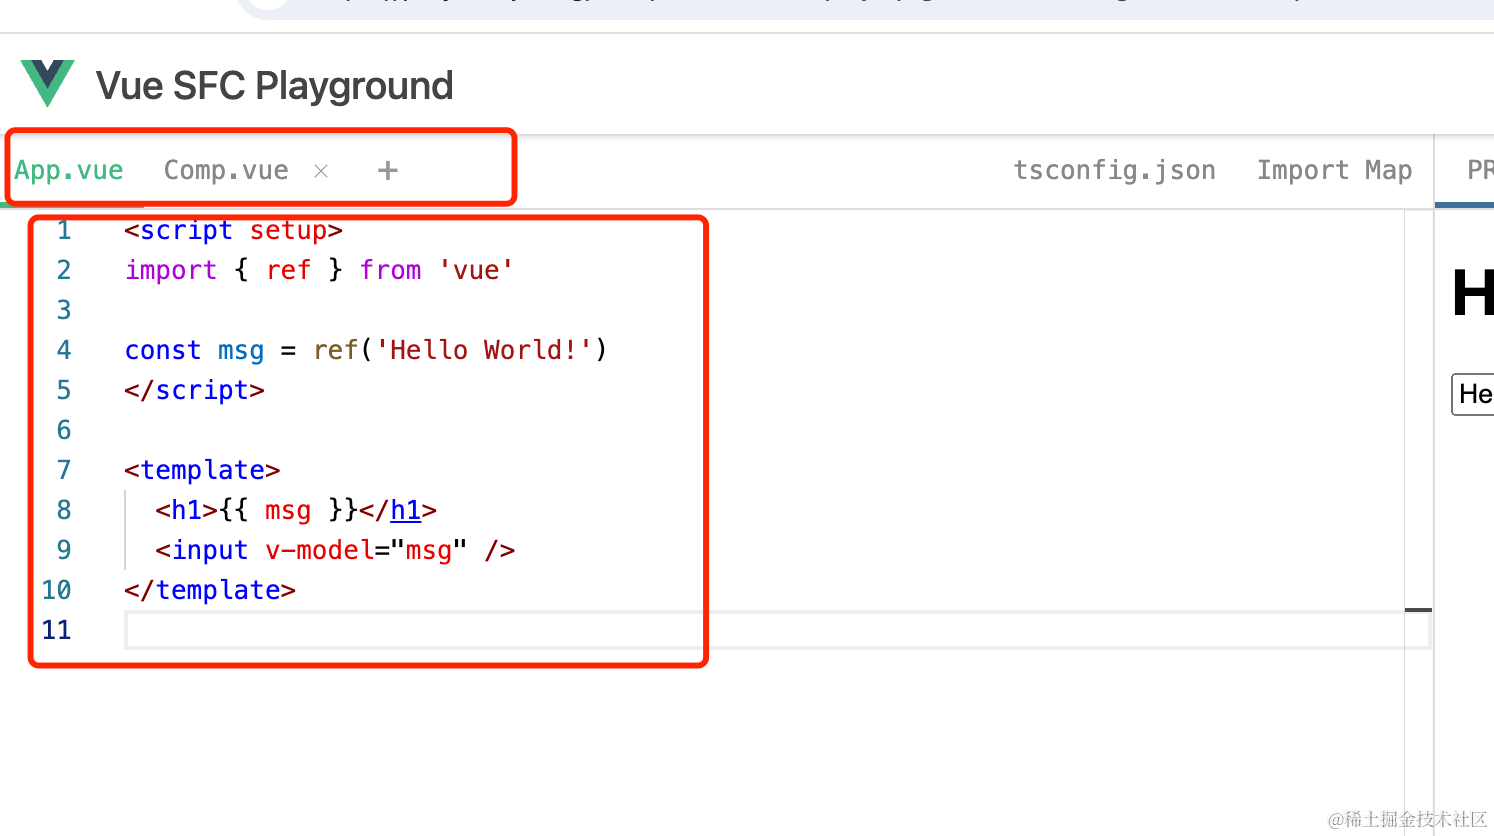 Vue SFC Playground
App.vue Comp.vue × + tsconfig.json Import Map PR
1 <script setup>
2 import { ref } from 'vue'
3
4 const msg = ref('Hello World!')
5 </script>
6
7 <template>
8 <h1>{{ msg }}</h1>
9 <input v-model="msg" />
10 </template>
11
H
He
@稀土掘金技术社区